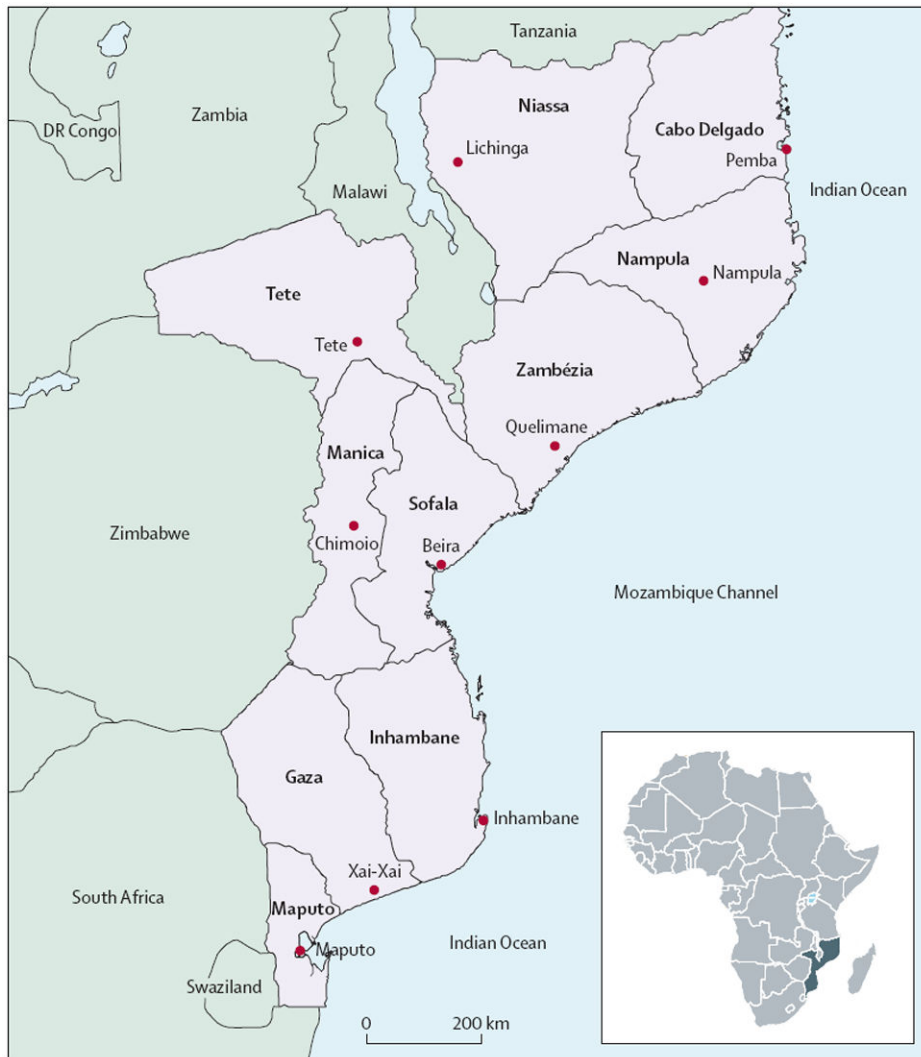 Tanzania
Zambia
DR Congo
Malawi
Niassa
Lichinga
Cabo Delgado
Pemba
Indian Ocean
Nampula
Nampula
Tete
Tete
Zambézia
Quelimane
Manica
Sofala
Zimbabwe
Chimoio
Beira
Mozambique Channel
Inhambane
Gaza
Inhambane
Xai-Xai
South Africa
Maputo
Maputo
Indian Ocean
Swaziland
0 200 km